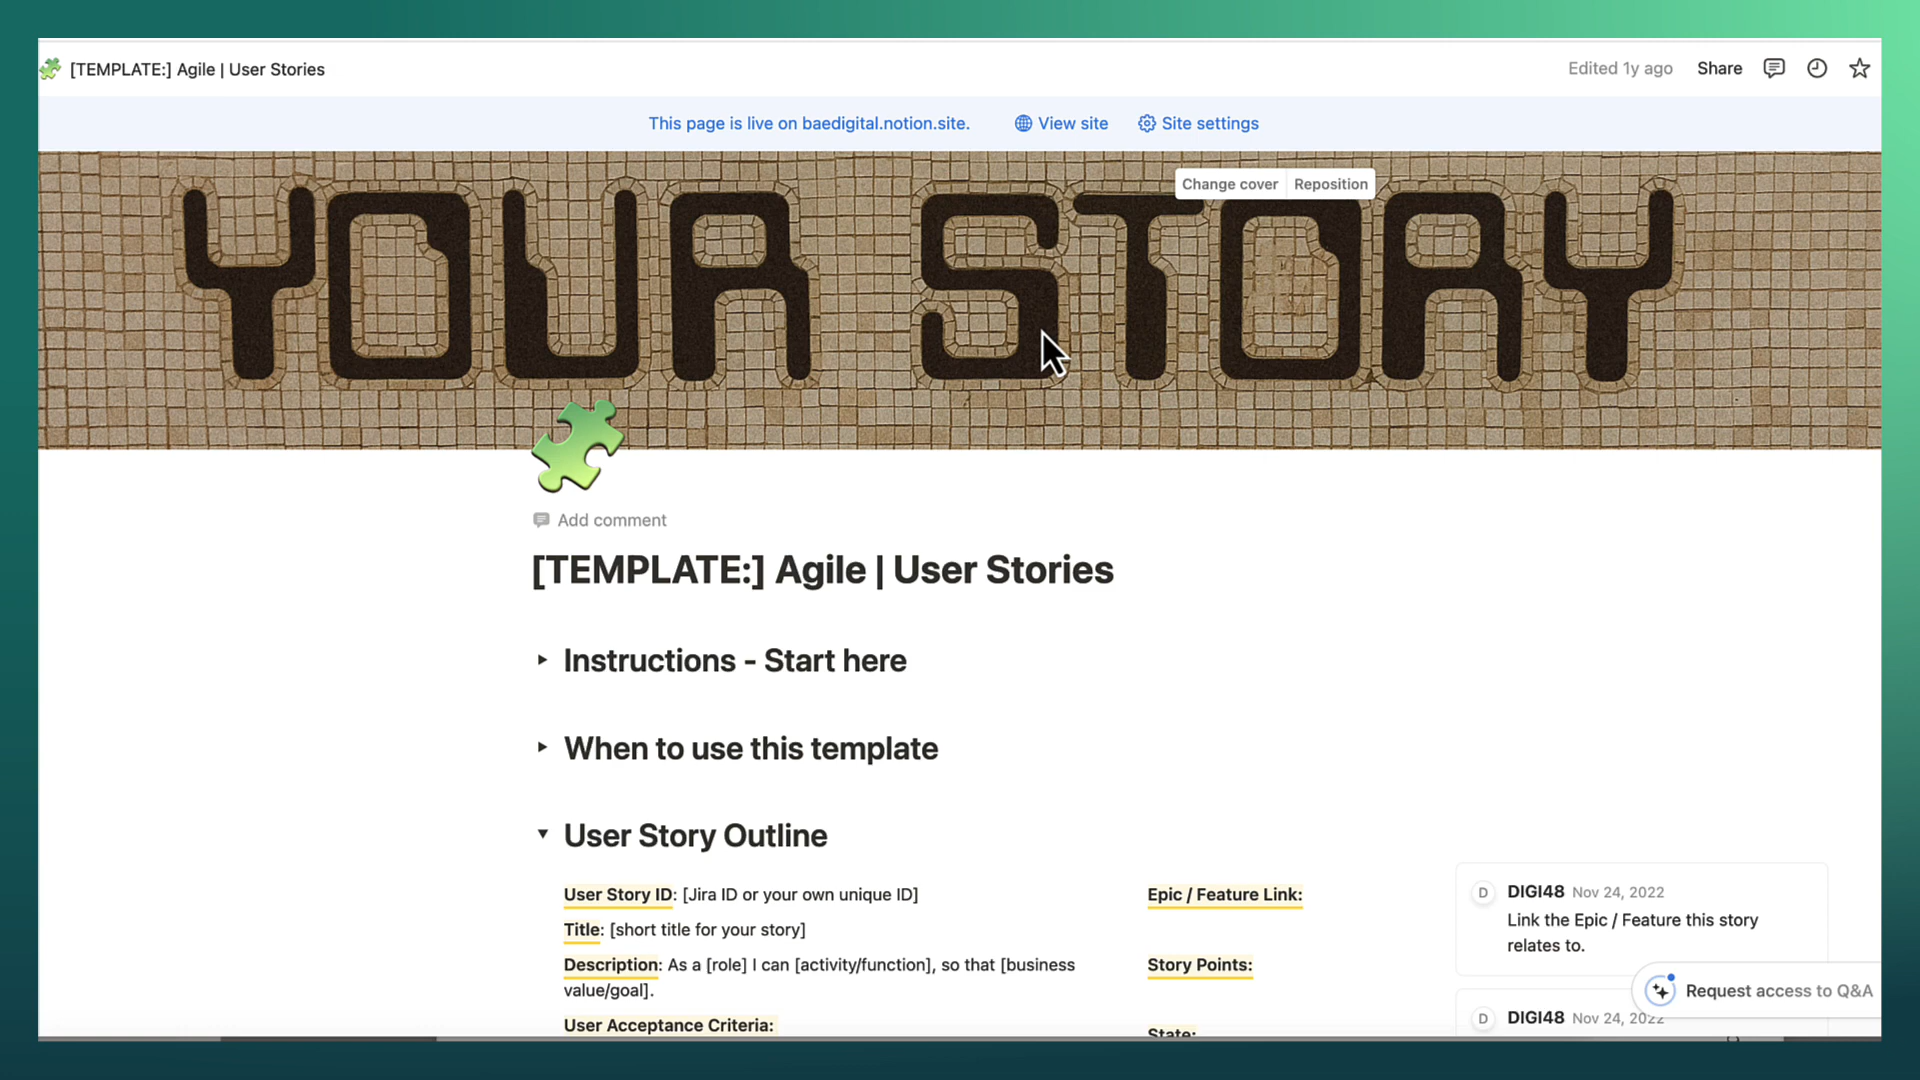 [TEMPLATE:] Agile | User Stories
Edited 1y ago
Share
This page is live on baedigital.notion.site.
View site
Site settings
Change cover
Reposition
YOUR STORY
Add comment
[TEMPLATE:] Agile | User Stories
Instructions - Start here
When to use this template
User Story Outline
User Story ID: [Jira ID or your own unique ID]
Title: [short title for your story]
Description: As a [role] I can [activity/function], so that [business
value/goal].
User Acceptance Criteria:
Epic / Feature Link:
Story Points:
State:
D
DIGI48 Nov 24, 2022
Link the Epic / Feature this story
relates to.
D
DIGI48 Nov 24, 2022
Request access to Q&A